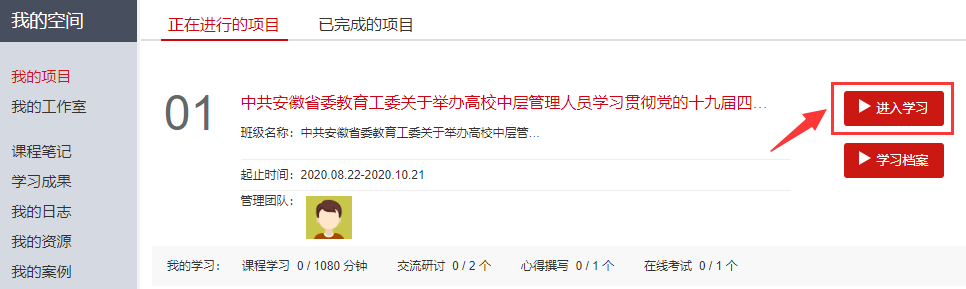 我的空间
正在进行的项目 已完成的项目
我的项目
我的工作室
课程笔记
学习成果
我的日志
我的资源
我的案例
01
中共安徽省委教育工委关于举办高校中层管理人员学习贯彻党的十九届四…
班级名称：中共安徽省委教育工委关于举办高校中层管…
起止时间：2020.08.22-2020.10.21
管理团队：
进入学习
学习档案
我的学习： 课程学习 0 / 1080 分钟 交流研讨 0 / 2 个 心得撰写 0 / 1 个 在线考试 0 / 1 个